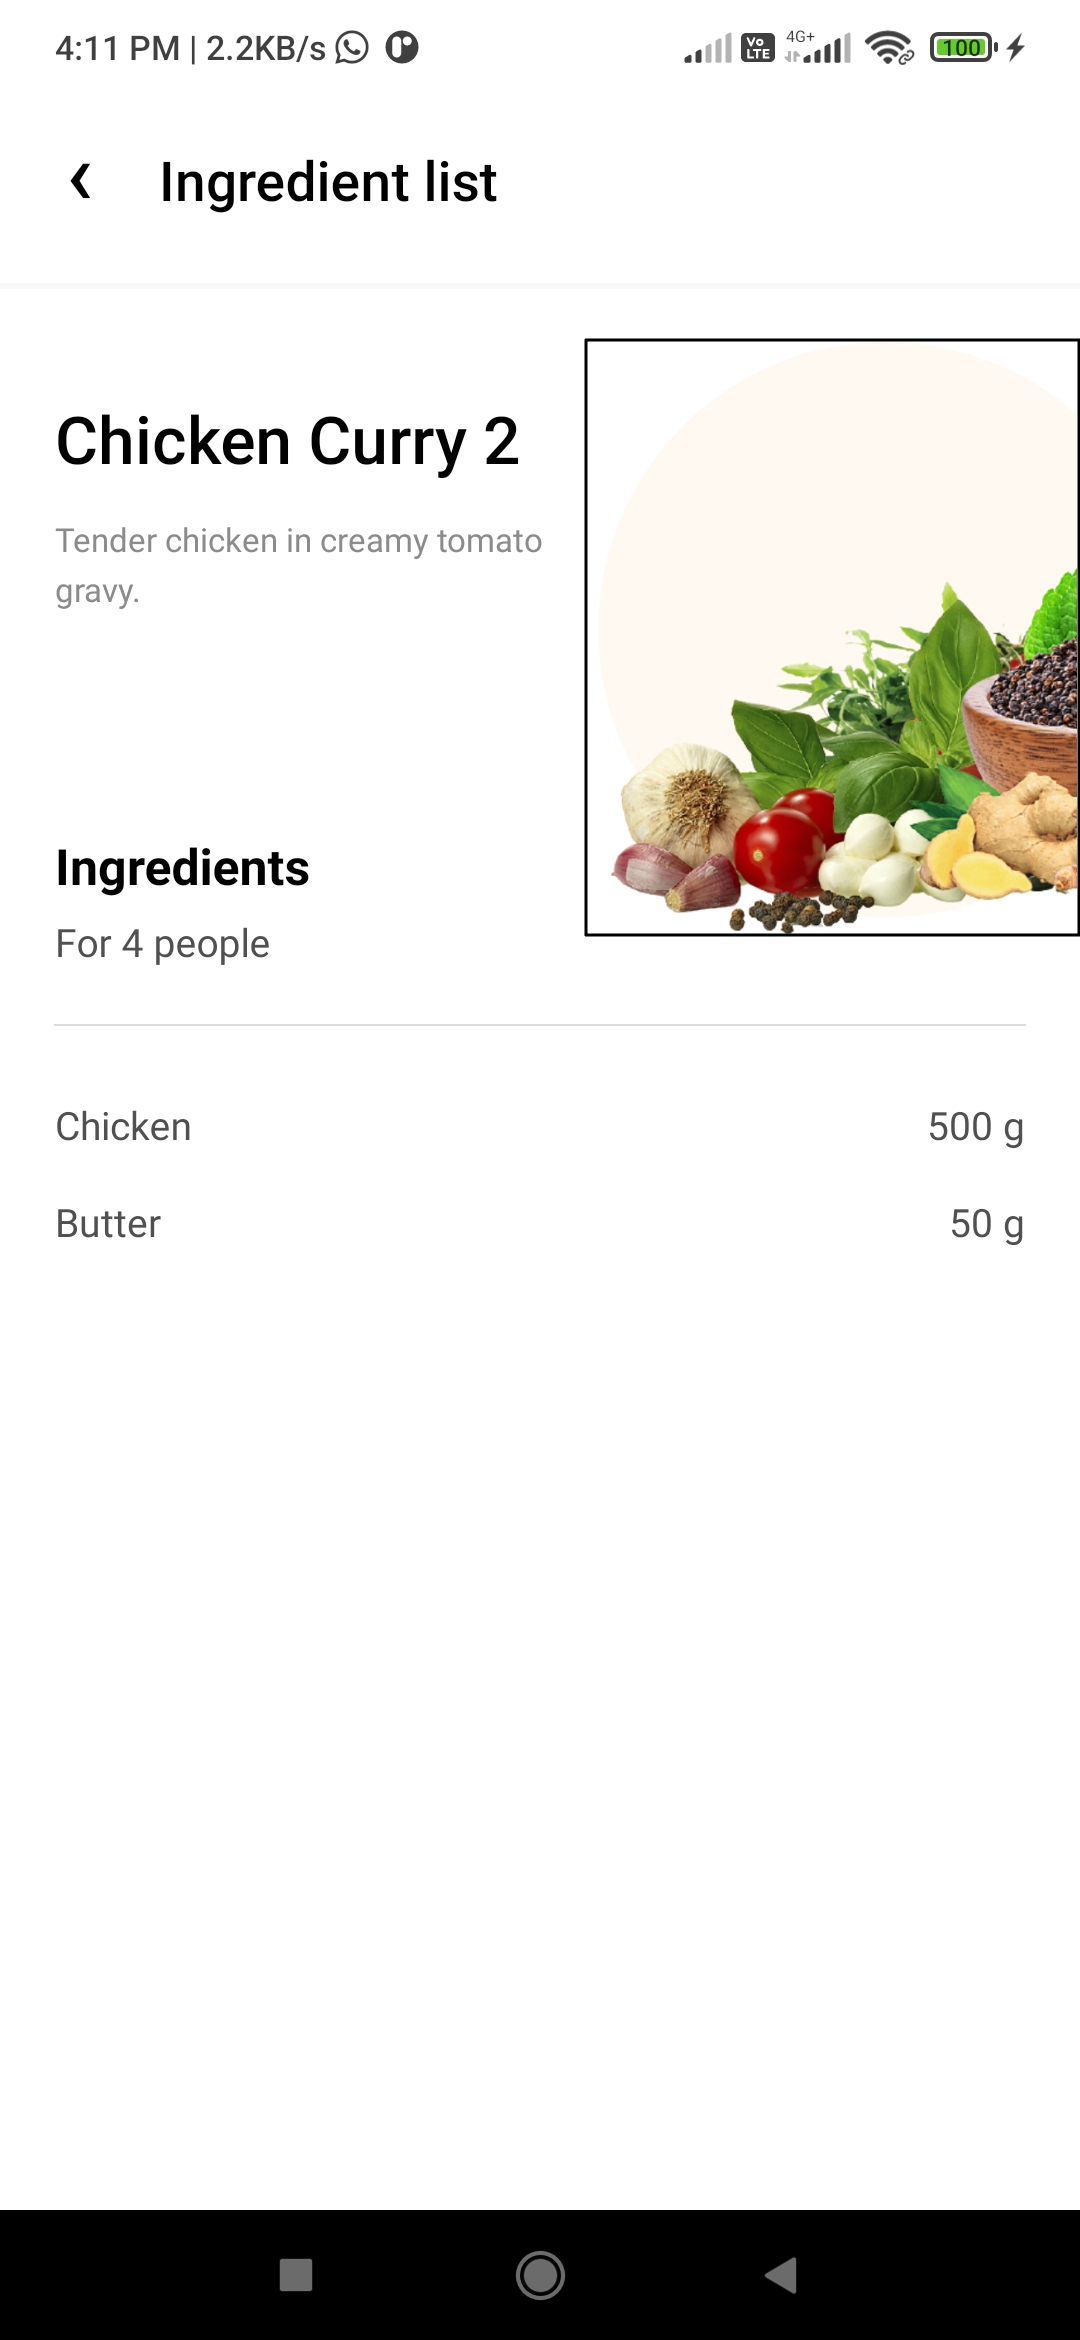 4:11 PM | 2.2KB/s
Vo LTE 4G+ 100
Ingredient list
Chicken Curry 2
Tender chicken in creamy tomato
gravy.
Ingredients
For 4 people
Chicken 500 g
Butter 50 g